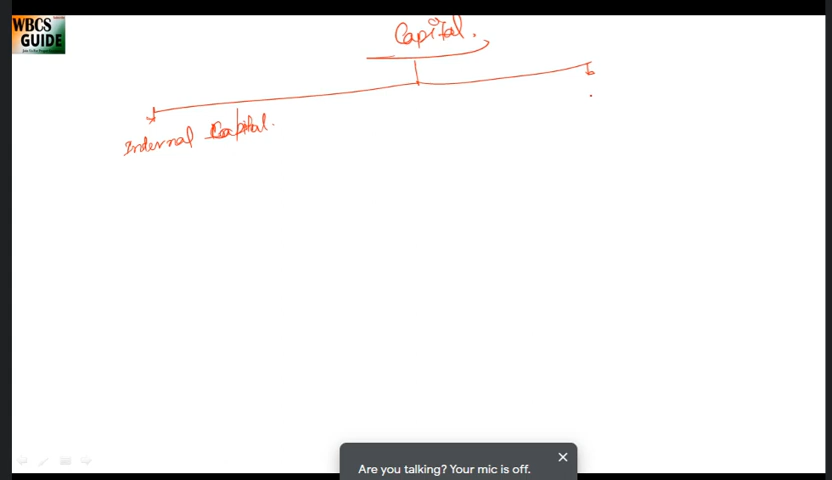 WBCS
GUIDE
Capital.
Internal Capital.
Are you talking? Your mic is off.